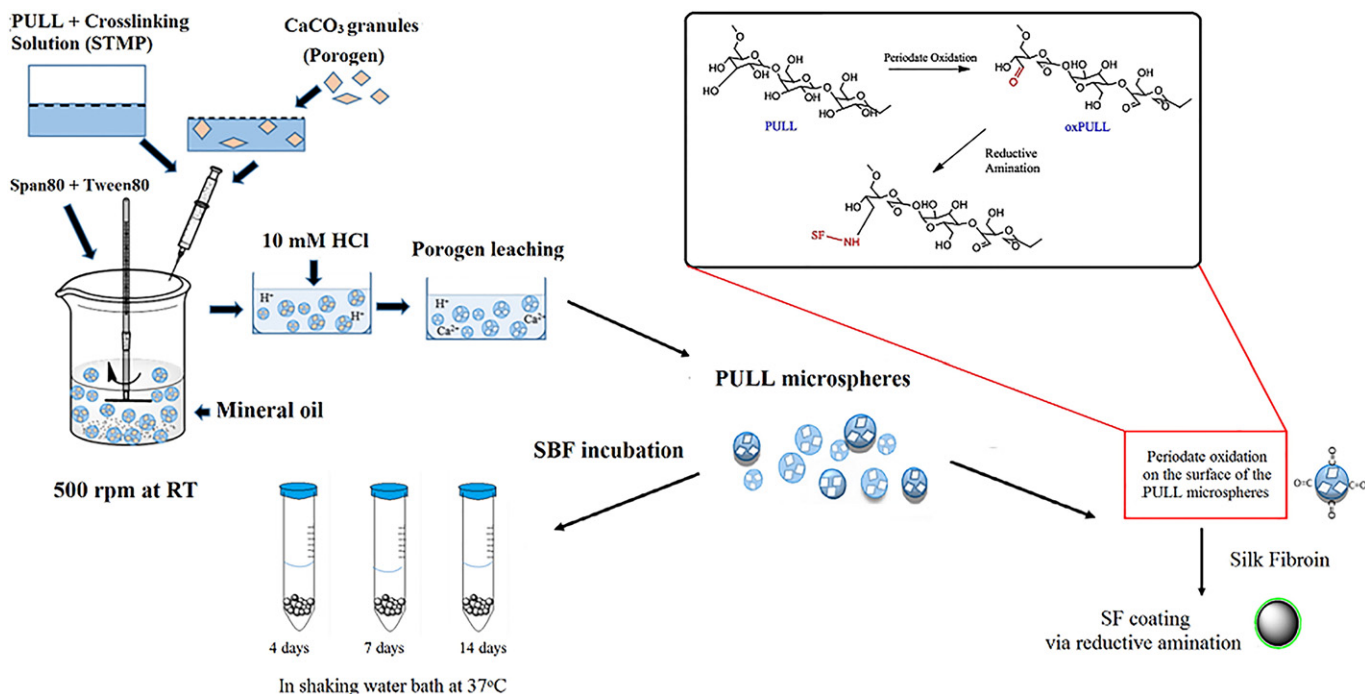 PULL + Crosslinking
Solution (STMP)
CaCO₃ granules
(Porogen)
Span80 + Tween80
10 mM HCl
Porogen leaching
H⁺
H⁺
H⁺
Ca²⁺
Ca²⁺
Mineral oil
500 rpm at RT
PULL microspheres
SBF incubation
4 days
7 days
14 days
In shaking water bath at 37ºC
Periodate Oxidation
PULL
oxPULL
Reductive
Amination
SF
NH
Periodate oxidation
on the surface of the
PULL microspheres
O
O=C
C=O
O
Silk Fibroin
SF coating
via reductive amination